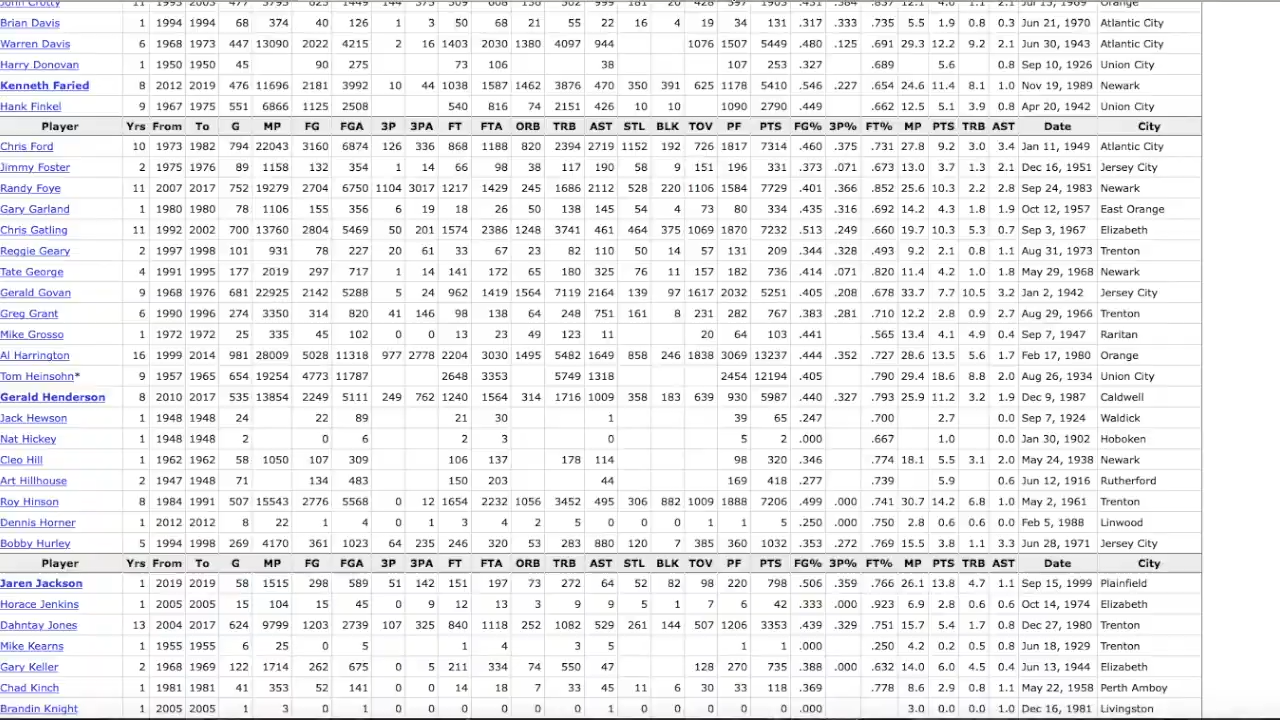 John Crotty 11 1993 2003 477 3795 1449 144 375 309 368 138 302 999 181 20 428 397 1903 .431 .384 .837 12.1 4.0 1.1 2.1 Jul 15, 1969 Orange
Brian Davis 1 1994 1994 68 374 40 126 1 3 50 68 21 55 22 16 4 19 34 131 .317 .333 .735 5.5 1.9 0.8 0.3 Jun 21, 1970 Atlantic City
Warren Davis 6 1968 1973 447 13090 2022 4215 2 16 1403 2030 1380 4097 944 1076 1507 5449 .480 .125 .691 29.3 12.2 9.2 2.1 Jun 30, 1943 Atlantic City
Harry Donovan 1 1950 1950 45 90 275 73 106 38 107 253 .327 .689 5.6 0.8 Sep 10, 1926 Union City
Kenneth Faried 8 2012 2019 476 11696 2181 3992 10 44 1038 1587 1462 3876 470 350 391 625 1178 5410 .546 .227 .654 24.6 11.4 8.1 1.0 Nov 19, 1989 Newark
Hank Finkel 9 1967 1975 551 6866 1125 2508 540 816 74 2151 426 10 10 1090 2790 .449 .662 12.5 5.1 3.9 0.8 Apr 20, 1942 Union City
Player Yrs From To G MP FG FGA 3P 3PA FT FTA ORB TRB AST STL BLK TOV PF PTS FG% 3P% FT% MP PTS TRB AST Date City
Chris Ford 10 1973 1982 794 22043 3160 6874 126 336 868 1188 820 2394 2719 1152 192 726 1817 7314 .460 .375 .731 27.8 9.2 3.0 3.4 Jan 11, 1949 Atlantic City
Jimmy Foster 2 1975 1976 89 1158 132 354 1 14 66 98 38 117 190 58 9 151 196 331 .373 .071 .673 13.0 3.7 1.3 2.1 Dec 16, 1951 Jersey City
Randy Foye 11 2007 2017 752 19279 2704 6750 1104 3017 1217 1429 245 1686 2112 528 220 1106 1584 7729 .401 .366 .852 25.6 10.3 2.2 2.8 Sep 24, 1983 Newark
Gary Garland 1 1980 1980 78 1106 155 356 6 19 18 26 50 138 145 54 4 73 80 334 .435 .316 .692 14.2 4.3 1.8 1.9 Oct 12, 1957 East Orange
Chris Gatling 11 1992 2002 700 13760 2804 5469 50 201 1574 2386 1248 3741 461 464 375 1069 1870 7232 .513 .249 .660 19.7 10.3 5.3 0.7 Sep 3, 1967 Elizabeth
Reggie Geary 2 1997 1998 101 931 78 227 20 61 33 67 23 82 110 50 14 57 131 209 .344 .328 .493 9.2 2.1 0.8 1.1 Aug 31, 1973 Trenton
Tate George 4 1991 1995 177 2019 297 717 1 14 141 172 65 180 325 76 11 157 182 736 .414 .071 .820 11.4 4.2 1.0 1.8 May 29, 1968 Newark
Gerald Govan 9 1968 1976 681 22925 2142 5288 5 24 962 1419 1564 7119 2164 139 97 1617 2032 5251 .405 .208 .678 33.7 7.7 10.5 3.2 Jan 2, 1942 Jersey City
Greg Grant 6 1990 1996 274 3350 314 820 41 146 98 138 64 248 751 161 8 231 282 767 .383 .281 .710 12.2 2.8 0.9 2.7 Aug 29, 1966 Trenton
Mike Grosso 1 1972 1972 25 335 45 102 0 0 13 23 49 123 11 20 64 103 .441 .565 13.4 4.1 4.9 0.4 Sep 7, 1947 Raritan
Al Harrington 16 1999 2014 981 28009 5028 11318 977 2778 2204 3030 1495 5482 1649 858 246 1838 3069 13237 .444 .352 .727 28.6 13.5 5.6 1.7 Feb 17, 1980 Orange
Tom Heinsohn* 9 1957 1965 654 19254 4773 11787 2648 3353 5749 1318 2454 12194 .405 .790 29.4 18.6 8.8 2.0 Aug 26, 1934 Union City
Gerald Henderson 8 2010 2017 535 13854 2249 5111 249 762 1240 1564 314 1716 1009 358 183 639 930 5987 .440 .327 .793 25.9 11.2 3.2 1.9 Dec 9, 1987 Caldwell
Jack Hewson 1 1948 1948 24 22 89 21 30 1 39 65 .247 .700 2.7 0.0 Sep 7, 1924 Waldick
Nat Hickey 1 1948 1948 2 0 6 2 3 0 5 2 .000 .667 1.0 0.0 Jan 30, 1902 Hoboken
Cleo Hill 1 1962 1962 58 1050 107 309 106 137 178 114 98 320 .346 .774 18.1 5.5 3.1 2.0 May 24, 1938 Newark
Art Hillhouse 2 1947 1948 71 134 483 150 203 44 169 418 .277 .739 5.9 0.6 Jun 12, 1916 Rutherford
Roy Hinson 8 1984 1991 507 15543 2776 5568 0 12 1654 2232 1056 3452 495 306 882 1009 1888 7206 .499 .000 .741 30.7 14.2 6.8 1.0 May 2, 1961 Trenton
Dennis Horner 1 2012 2012 8 22 1 4 0 1 3 4 2 5 0 0 0 1 1 5 .250 .000 .750 2.8 0.6 0.6 0.0 Feb 5, 1988 Linwood
Bobby Hurley 5 1994 1998 269 4170 361 1023 64 235 246 320 53 283 880 120 7 385 360 1032 .353 .272 .769 15.5 3.8 1.1 3.3 Jun 28, 1971 Jersey City
Player Yrs From To G MP FG FGA 3P 3PA FT FTA ORB TRB AST STL BLK TOV PF PTS FG% 3P% FT% MP PTS TRB AST Date City
Jaren Jackson 1 2019 2019 58 1515 298 589 51 142 151 197 73 272 64 52 82 98 220 798 .506 .359 .766 26.1 13.8 4.7 1.1 Sep 15, 1999 Plainfield
Horace Jenkins 1 2005 2005 15 104 15 45 0 9 12 13 3 9 9 5 1 7 6 42 .333 .000 .923 6.9 2.8 0.6 0.6 Oct 14, 1974 Elizabeth
Dahntay Jones 13 2004 2017 624 9799 1203 2739 107 325 840 1118 252 1082 529 261 144 507 1206 3353 .439 .329 .751 15.7 5.4 1.7 0.8 Dec 27, 1980 Trenton
Mike Kearns 1 1955 1955 6 25 0 5 1 4 3 5 1 1 .000 .250 4.2 0.2 0.5 0.8 Jun 18, 1929 Trenton
Gary Keller 2 1968 1969 122 1714 262 675 0 5 211 334 74 550 47 128 270 735 .388 .000 .632 14.0 6.0 4.5 0.4 Jun 13, 1944 Elizabeth
Chad Kinch 1 1981 1981 41 353 52 141 0 0 14 18 7 33 45 11 6 30 33 118 .369 .778 8.6 2.9 0.8 1.1 May 22, 1958 Perth Amboy
Brandin Knight 1 2005 2005 1 3 0 1 0 0 0 0 0 0 1 0 0 0 0 0 .000 3.0 0.0 0.0 1.0 Dec 16, 1981 Livingston